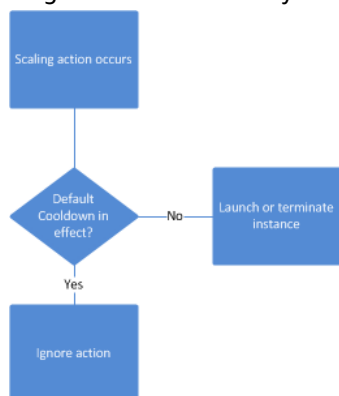 Scaling action occurs
Default
Cooldown in
effect?
No
Launch or terminate
instance
Yes
Ignore action